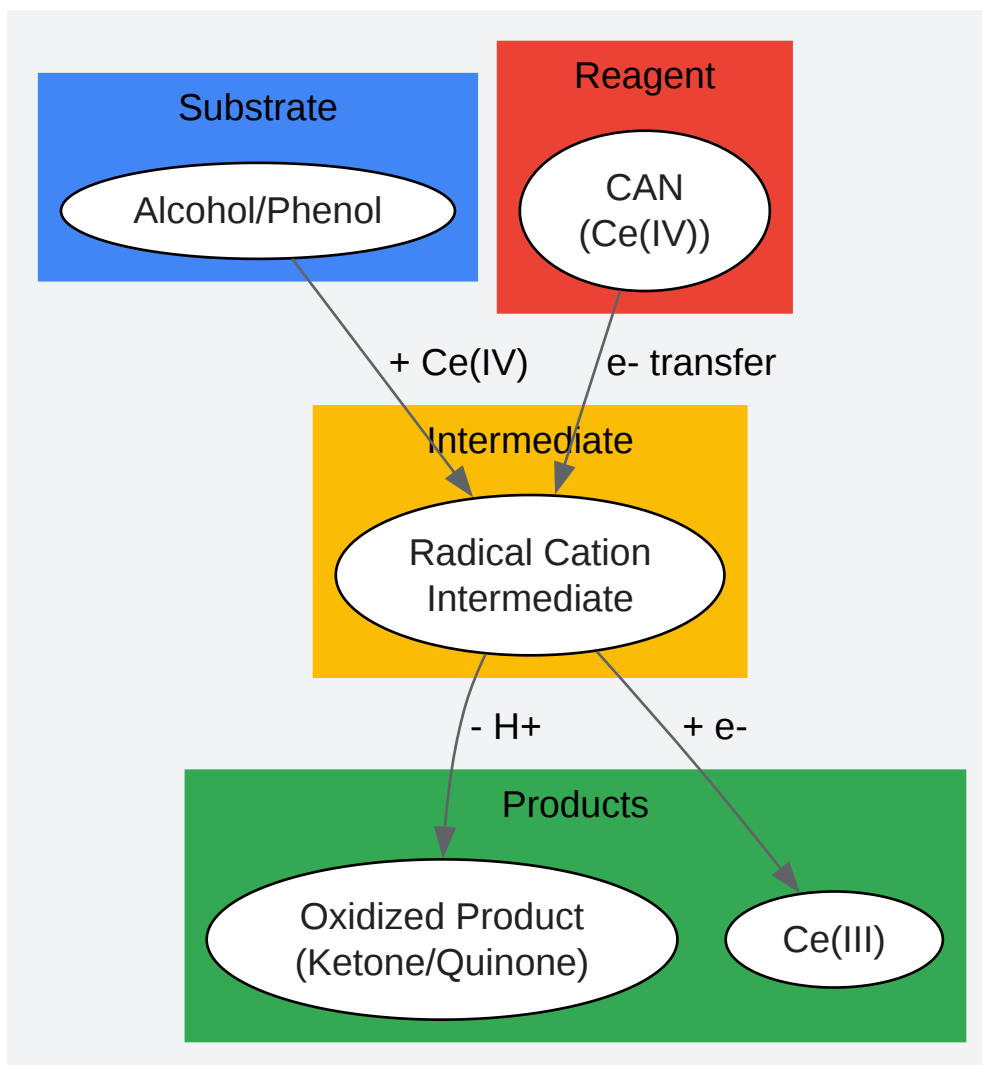 Substrate
Reagent
Alcohol/Phenol
CAN
(Ce(IV))
+ Ce(IV)
e- transfer
Intermediate
Radical Cation
Intermediate
- H+
+ e-
Products
Oxidized Product
(Ketone/Quinone)
Ce(III)